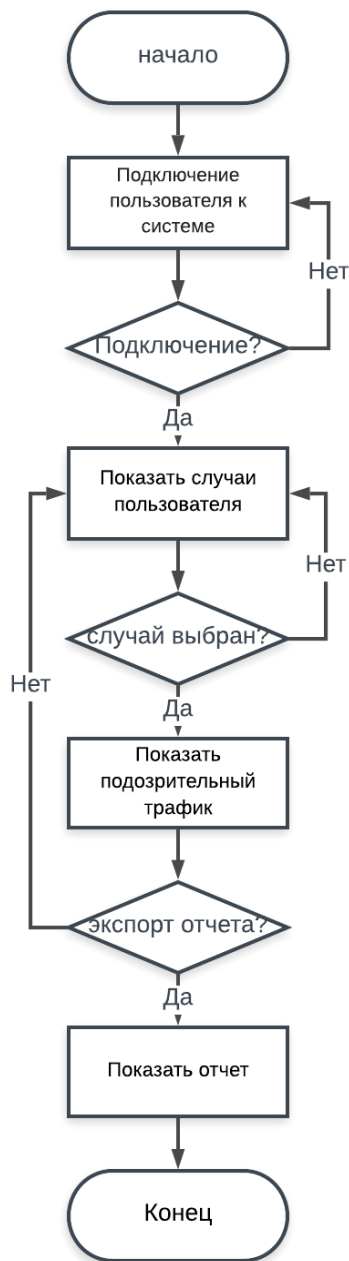 начало
Подключение
пользователя к
системе
Нет
Подключение?
Да
Показать случаи
пользователя
Нет
случай выбран?
Нет
Да
Показать
подозрительный
трафик
экспорт отчета?
Да
Показать отчет
Конец